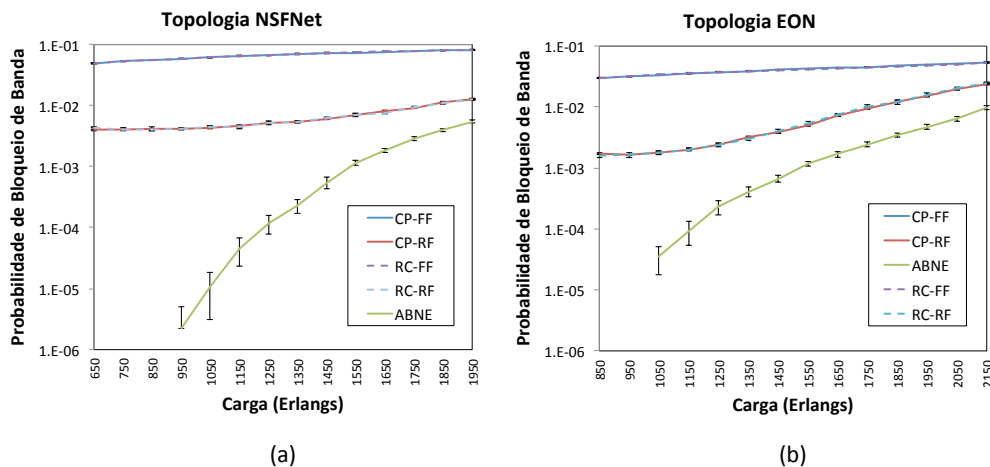 Topologia NSFNet
Probabilidade de Bloqueio de Banda
1.E-01
1.E-02
1.E-03
1.E-04
1.E-05
1.E-06
CP-FF
CP-RF
RC-FF
RC-RF
ABNE
650 750 850 950 1050 1150 1250 1350 1450 1550 1650 1750 1850 1950
Carga (Erlangs)
(a)
Topologia EON
Probabilidade de Bloqueio de Banda
1.E-01
1.E-02
1.E-03
1.E-04
1.E-05
1.E-06
CP-FF
CP-RF
ABNE
RC-FF
RC-RF
850 950 1050 1150 1250 1350 1450 1550 1650 1750 1850 1950 2050 2150
Carga (Erlangs)
(b)